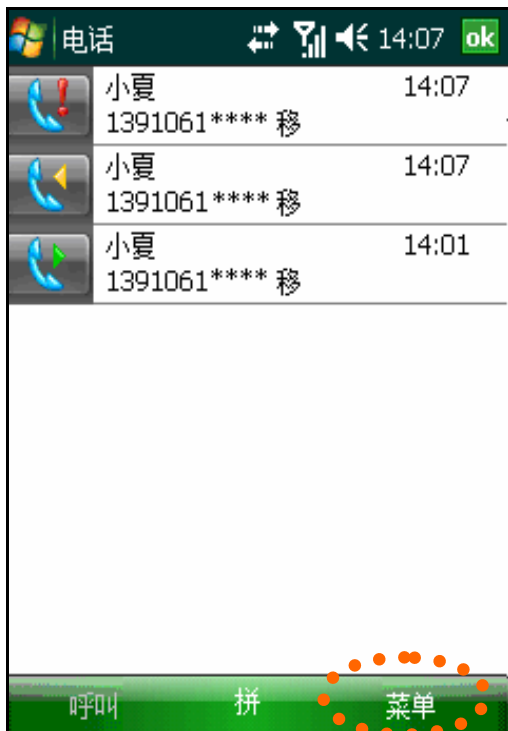 电话 14:07 ok
小夏 14:07
1391061**** 移
小夏 14:07
1391061**** 移
小夏 14:01
1391061**** 移
呼叫 拼 菜单